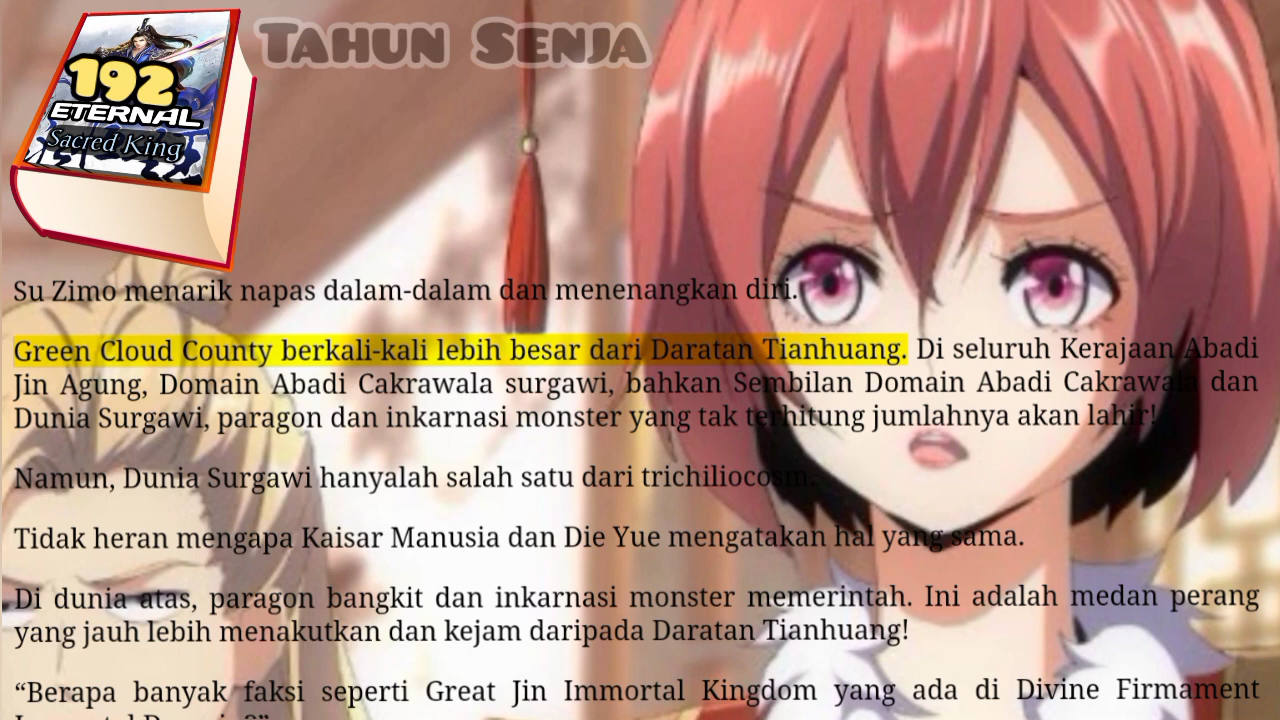 Tahun Senja
192
ETERNAL
Sacred King
Su Zimo menarik napas dalam-dalam dan menenangkan diri.
Green Cloud County berkali-kali lebih besar dari Daratan Tianhuang. Di seluruh Kerajaan Abadi
Jin Agung, Domain Abadi Cakrawala surgawi, bahkan Sembilan Domain Abadi Cakrawala dan
Dunia Surgawi, paragon dan inkarnasi monster yang tak terhitung jumlahnya akan lahir!
Namun, Dunia Surgawi hanyalah salah satu dari trichiliocosm.
Tidak heran mengapa Kaisar Manusia dan Die Yue mengatakan hal yang sama.
Di dunia atas, paragon bangkit dan inkarnasi monster memerintah. Ini adalah medan perang
yang jauh lebih menakutkan dan kejam daripada Daratan Tianhuang!
“Berapa banyak faksi seperti Great Jin Immortal Kingdom yang ada di Divine Firmament